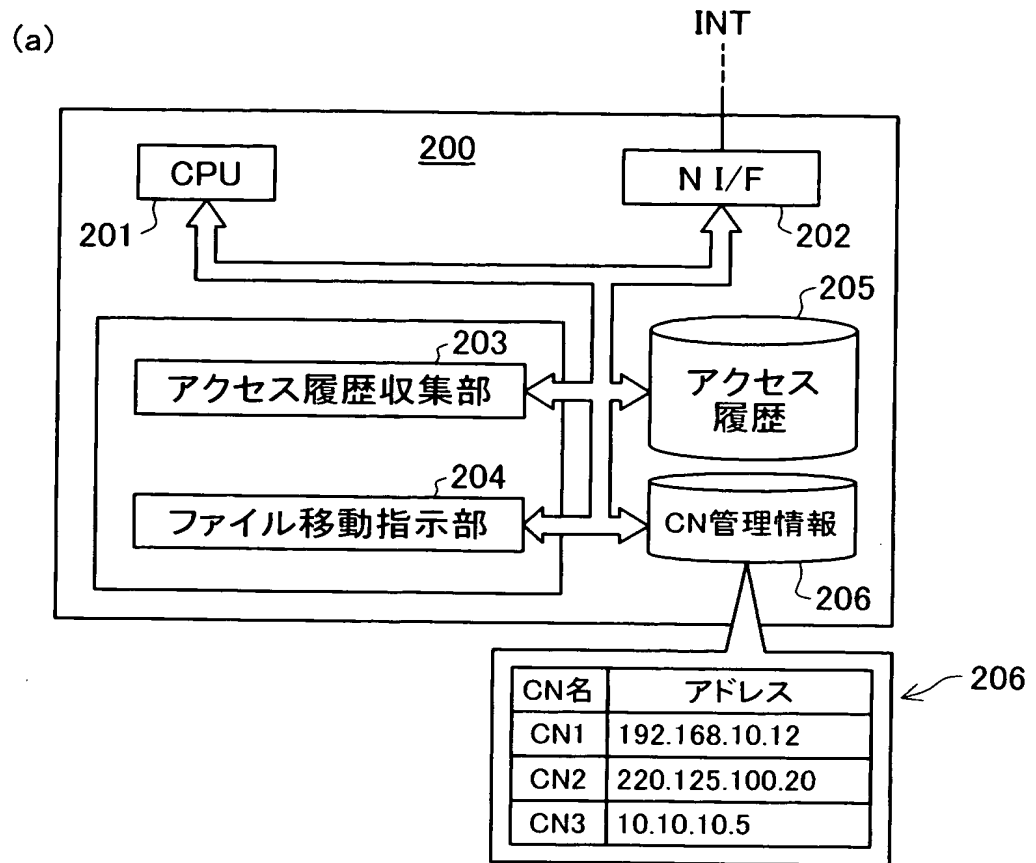 (a)
INT
200
CPU
N I/F
201
202
205
203
アクセス履歴収集部
アクセス
履歴
204
ファイル移動指示部
CN管理情報
206
206
CN名 アドレス
CN1 192.168.10.12
CN2 220.125.100.20
CN3 10.10.10.5